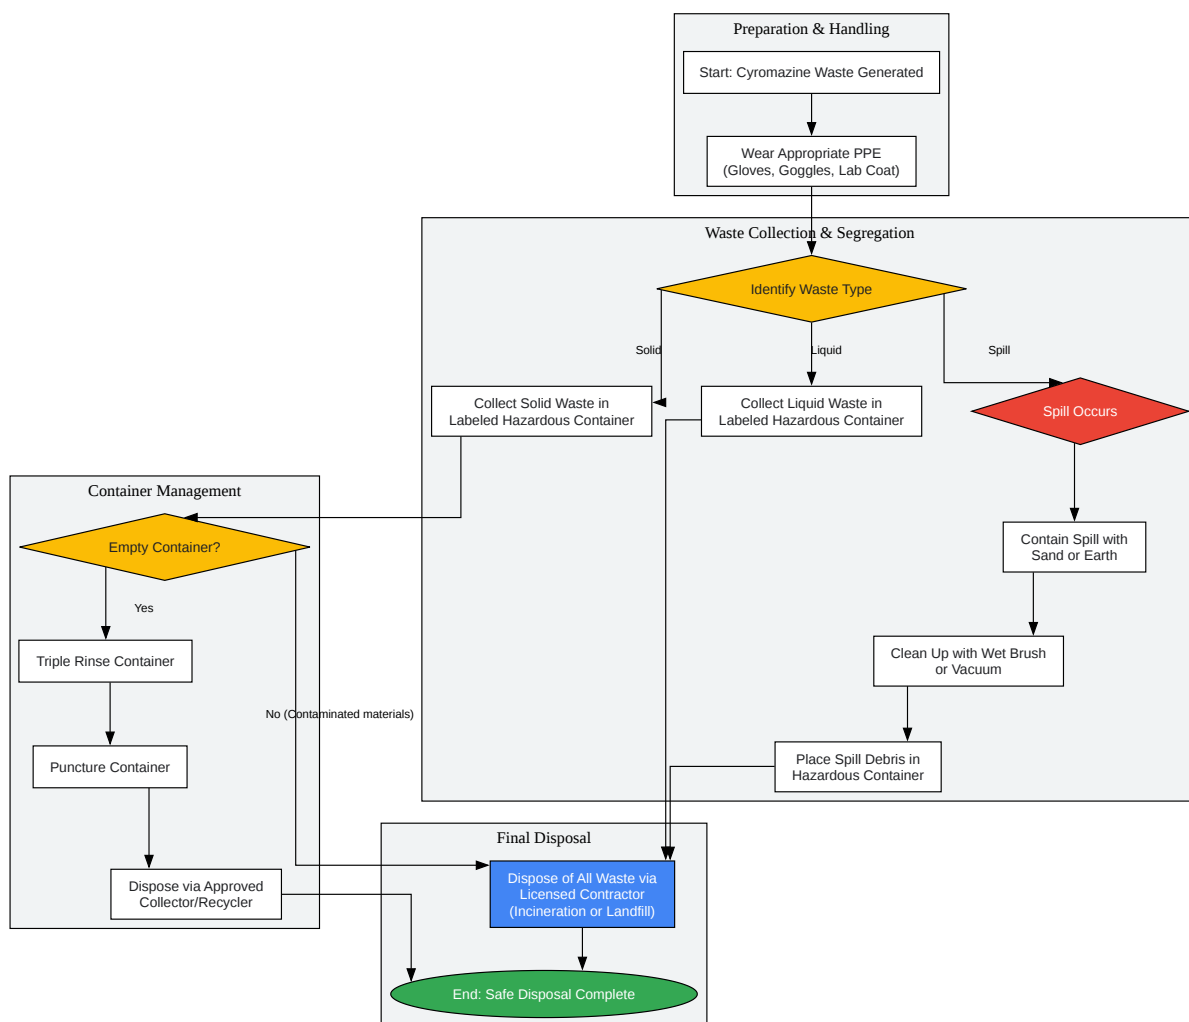 Preparation & Handling
Start: Cyromazine Waste Generated
Wear Appropriate PPE
(Gloves, Goggles, Lab Coat)
Waste Collection & Segregation
Identify Waste Type
Solid
Liquid
Spill
Collect Solid Waste in
Labeled Hazardous Container
Collect Liquid Waste in
Labeled Hazardous Container
Spill Occurs
Contain Spill with
Sand or Earth
Clean Up with Wet Brush
or Vacuum
Place Spill Debris in
Hazardous Container
Container Management
Empty Container?
Yes
Triple Rinse Container
No (Contaminated materials)
Puncture Container
Dispose via Approved
Collector/Recycler
Final Disposal
Dispose of All Waste via
Licensed Contractor
(Incineration or Landfill)
End: Safe Disposal Complete